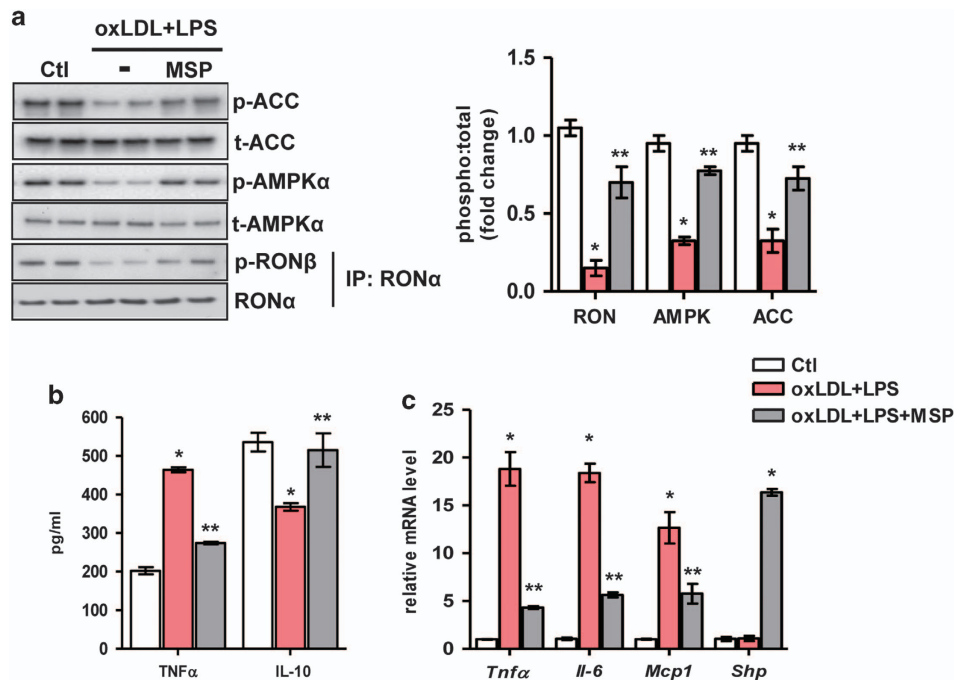 a
oxLDL+LPS
Ctl - MSP
p-ACC
t-ACC
p-AMPKα
t-AMPKα
p-RONβ
RONα
IP: RONα
phospho:total
(fold change)
1.5
1.0
0.5
0.0
* ** * ** * **
RON AMPK ACC
Ctl
oxLDL+LPS
oxLDL+LPS+MSP
b
pg/ml
600
500
400
300
200
100
0
* ** * **
TNFα IL-10
c
relative mRNA level
25
20
15
10
5
0
* ** * ** * ** *
Tnfα Il-6 Mcp1 Shp